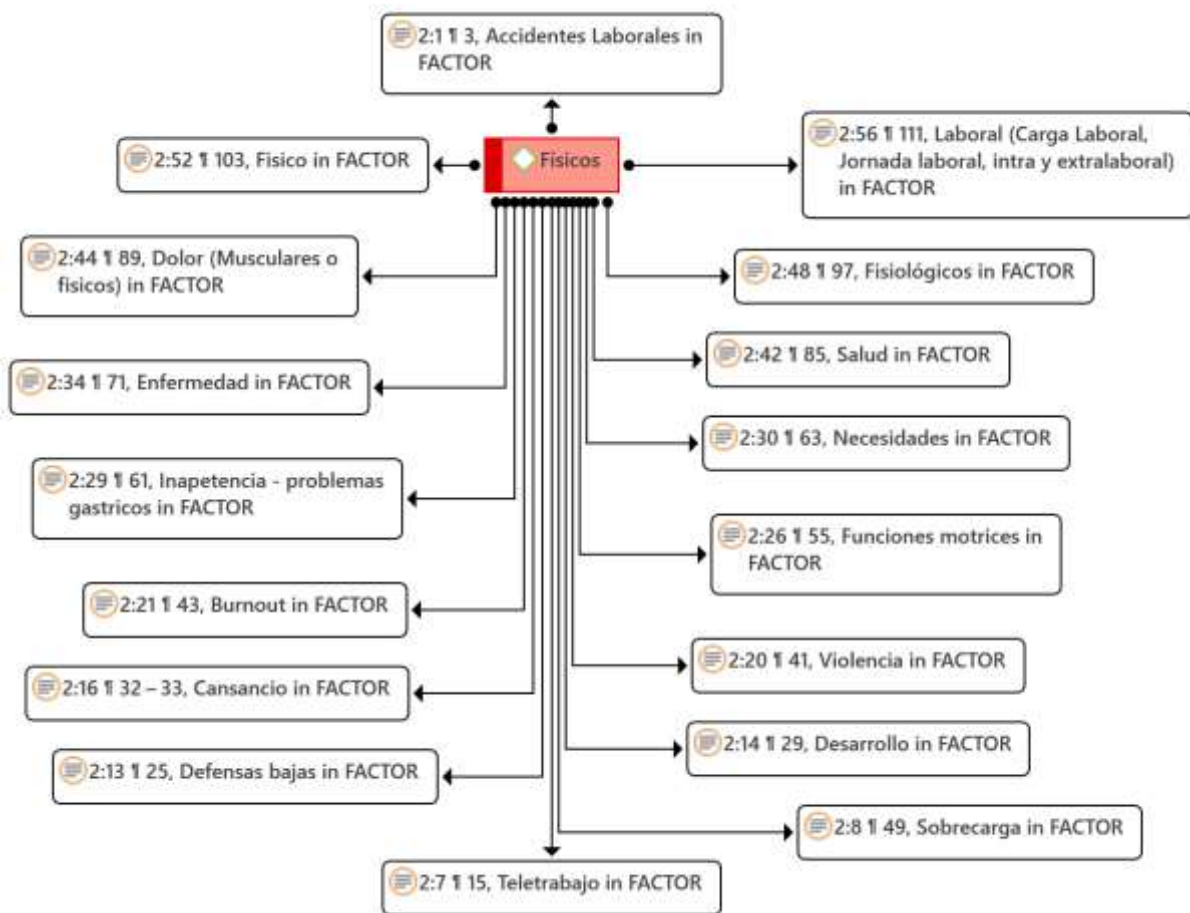 2:1 ¶ 3, Accidentes Laborales in
FACTOR
2:52 ¶ 103, Fisico in FACTOR
Físicos
2:56 ¶ 111, Laboral (Carga Laboral,
Jornada laboral, intra y extralaboral)
in FACTOR
2:44 ¶ 89, Dolor (Musculares o
fisicos) in FACTOR
2:48 ¶ 97, Fisiológicos in FACTOR
2:34 ¶ 71, Enfermedad in FACTOR
2:42 ¶ 85, Salud in FACTOR
2:30 ¶ 63, Necesidades in FACTOR
2:29 ¶ 61, Inapetencia - problemas
gastricos in FACTOR
2:26 ¶ 55, Funciones motrices in
FACTOR
2:21 ¶ 43, Burnout in FACTOR
2:20 ¶ 41, Violencia in FACTOR
2:16 ¶ 32 – 33, Cansancio in FACTOR
2:14 ¶ 29, Desarrollo in FACTOR
2:13 ¶ 25, Defensas bajas in FACTOR
2:8 ¶ 49, Sobrecarga in FACTOR
2:7 ¶ 15, Teletrabajo in FACTOR